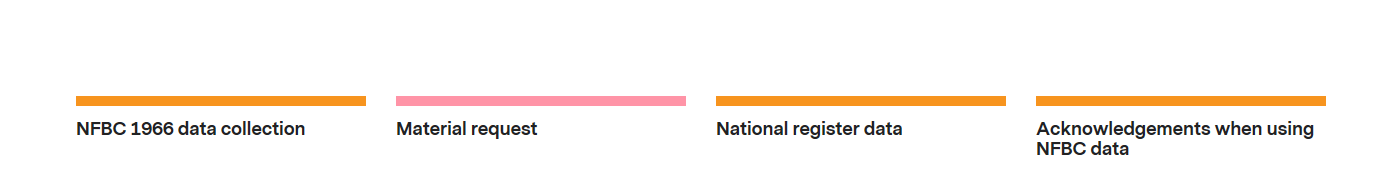 NFBC 1966 data collection
Material request
National register data
Acknowledgements when using
NFBC data